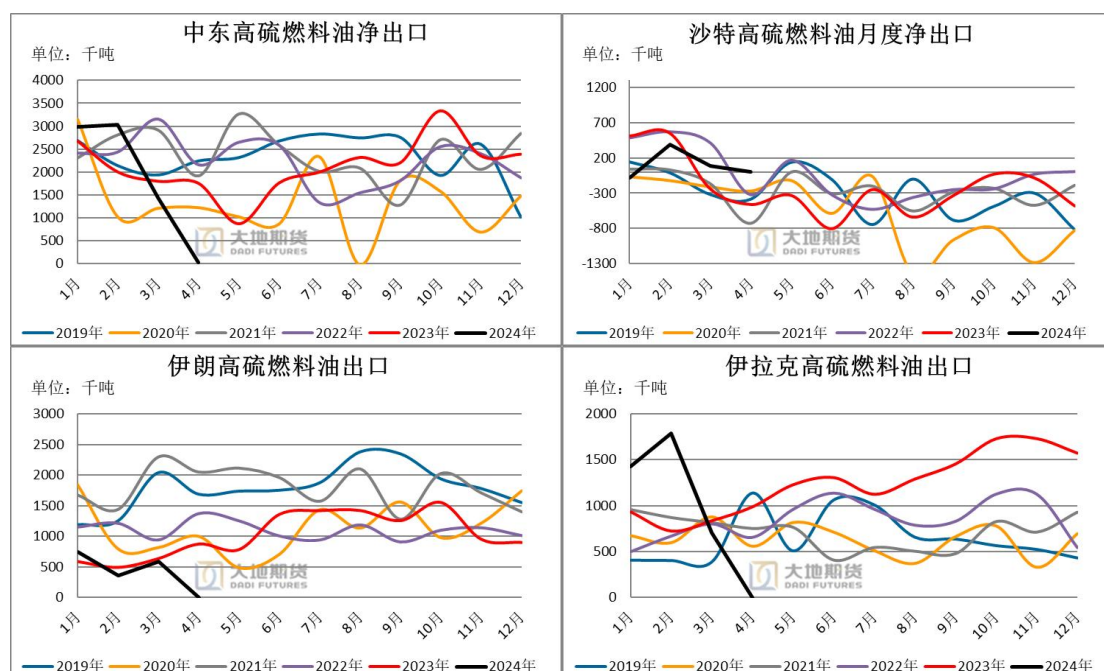 中东高硫燃料油净出口
单位：千吨
4000
3500
3000
2500
2000
1500
1000
500
0
1月 2月 3月 4月 5月 6月 7月 8月 9月 10月 11月 12月
大地期货
DADI FUTURES
2019年 2020年 2021年 2022年 2023年 2024年
沙特高硫燃料油月度净出口
单位：千吨
1200
700
200
-300
-800
-1300
1月 2月 3月 4月 5月 6月 7月 8月 9月 10月 11月 12月
大地期货
DADI FUTURES
2019年 2020年 2021年 2022年 2023年 2024年
伊朗高硫燃料油出口
单位：千吨
3000
2500
2000
1500
1000
500
0
1月 2月 3月 4月 5月 6月 7月 8月 9月 10月 11月 12月
大地期货
DADI FUTURES
2019年 2020年 2021年 2022年 2023年 2024年
伊拉克高硫燃料油出口
单位：千吨
2000
1500
1000
500
0
1月 2月 3月 4月 5月 6月 7月 8月 9月 10月 11月 12月
大地期货
DADI FUTURES
2019年 2020年 2021年 2022年 2023年 2024年